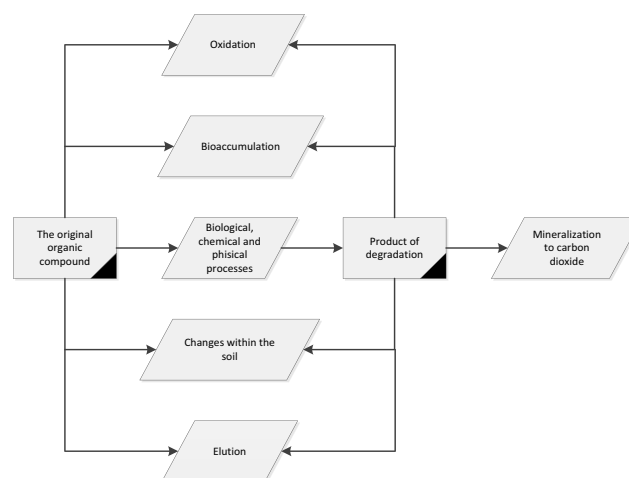 Oxidation
Bioaccumulation
The original
organic
compound
Biological,
chemical and
phisical
processes
Product of
degradation
Mineralization
to carbon
dioxide
Changes within the
soil
Elution